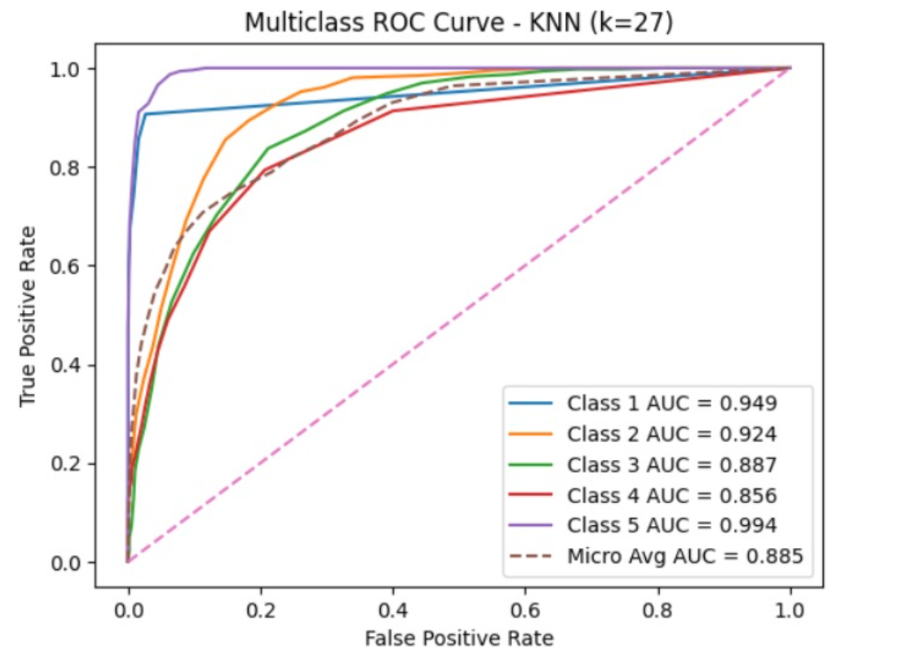 Multiclass ROC Curve - KNN (k=27)
1.0
0.8
0.6
0.4
0.2
0.0
True Positive Rate
Class 1 AUC = 0.949
Class 2 AUC = 0.924
Class 3 AUC = 0.887
Class 4 AUC = 0.856
Class 5 AUC = 0.994
Micro Avg AUC = 0.885
0.0 0.2 0.4 0.6 0.8 1.0
False Positive Rate